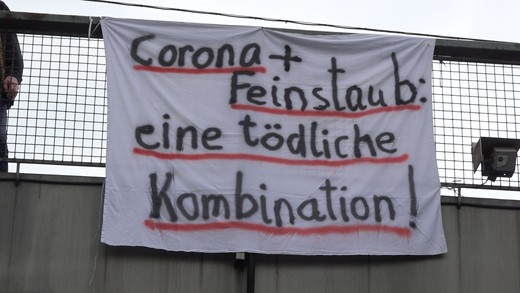 Corona +
Feinstaub:
eine tödliche
Kombination!